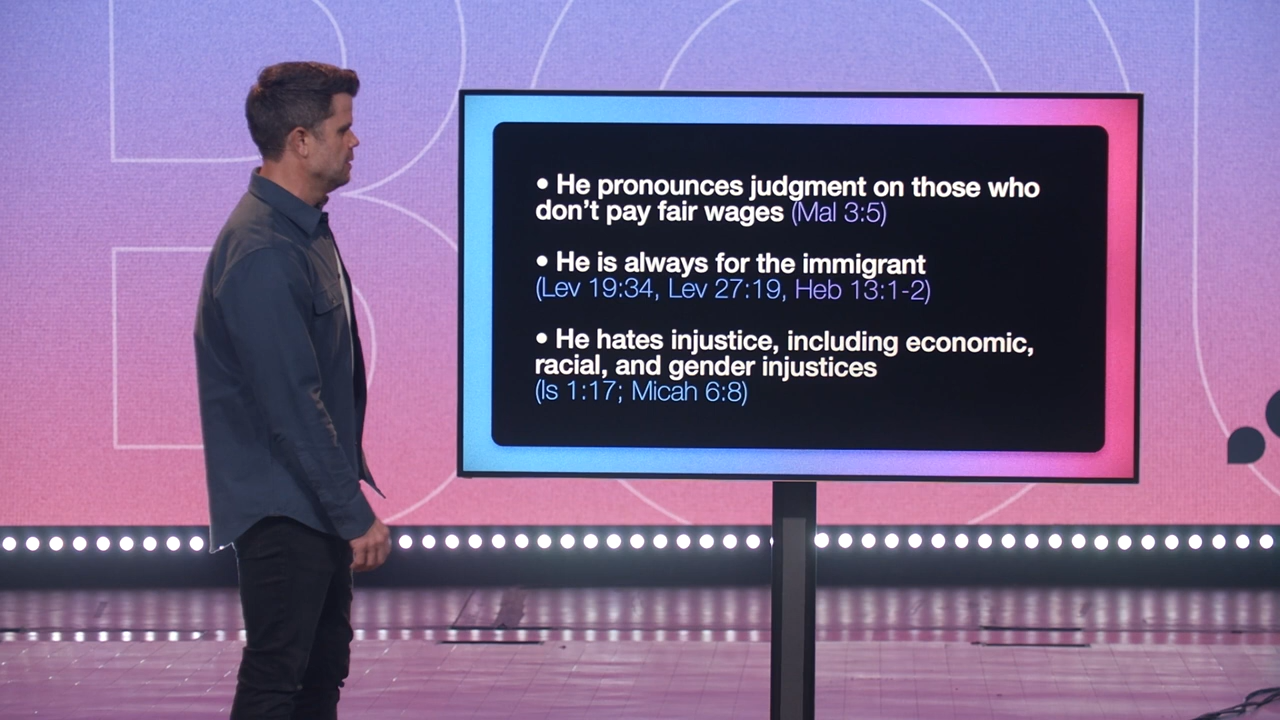 • He pronounces judgment on those who
don't pay fair wages (Mal 3:5)
• He is always for the immigrant
(Lev 19:34, Lev 27:19, Heb 13:1-2)
• He hates injustice, including economic,
racial, and gender injustices
(Is 1:17; Micah 6:8)